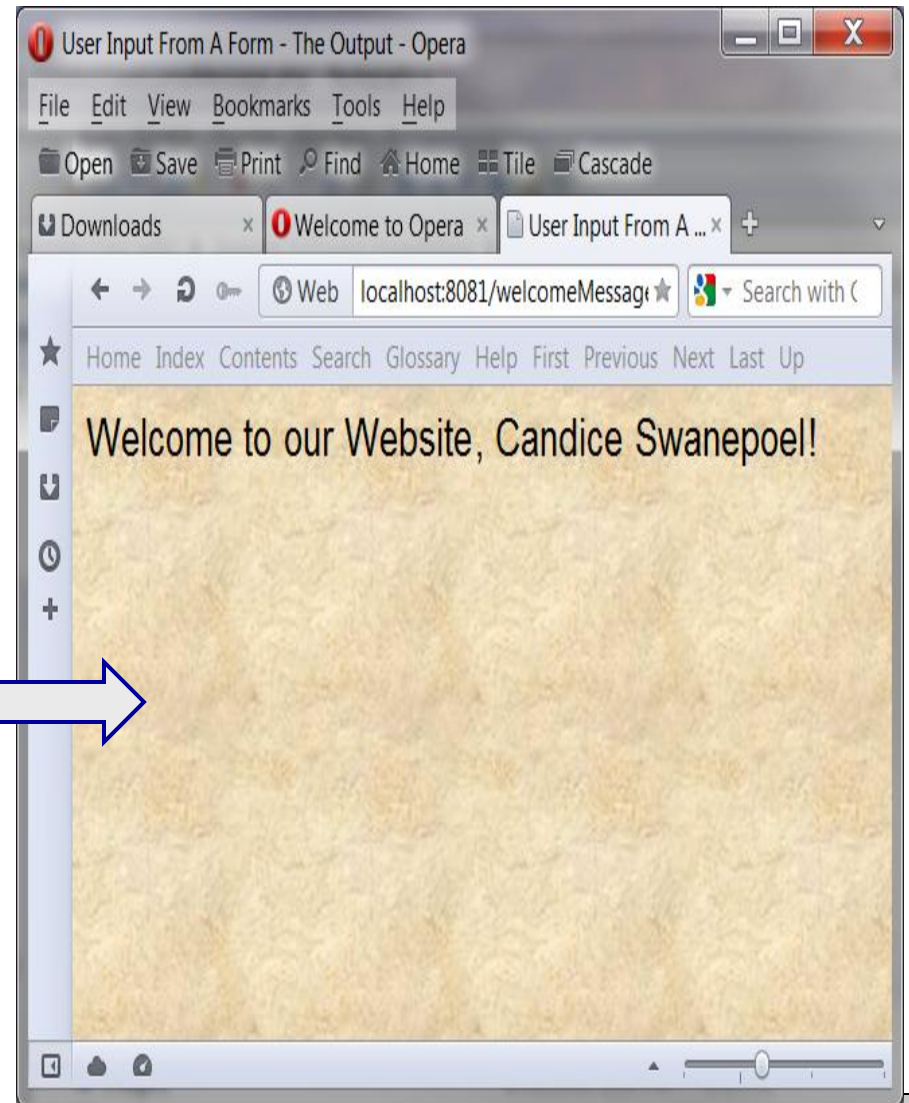 User Input From A Form - The Output - Opera
X
File Edit View Bookmarks Tools Help
Open Save Print Find Home Tile Cascade
Downloads × Welcome to Opera × User Input From A ... ×
Web localhost:8081/welcomeMessage Search with
Home Index Contents Search Glossary Help First Previous Next Last Up
Welcome to our Website, Candice Swanepoel!